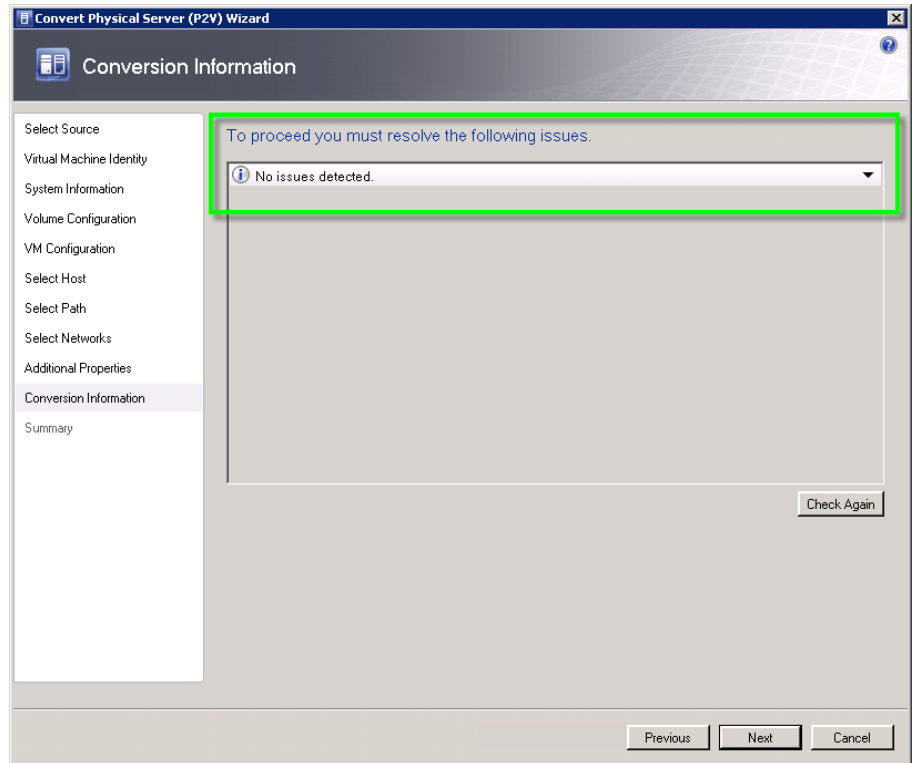 Convert Physical Server (P2V) Wizard
Conversion Information
Select Source
Virtual Machine Identity
System Information
Volume Configuration
VM Configuration
Select Host
Select Path
Select Networks
Additional Properties
Conversion Information
Summary
To proceed you must resolve the following issues.
No issues detected.
Check Again
Previous Next Cancel